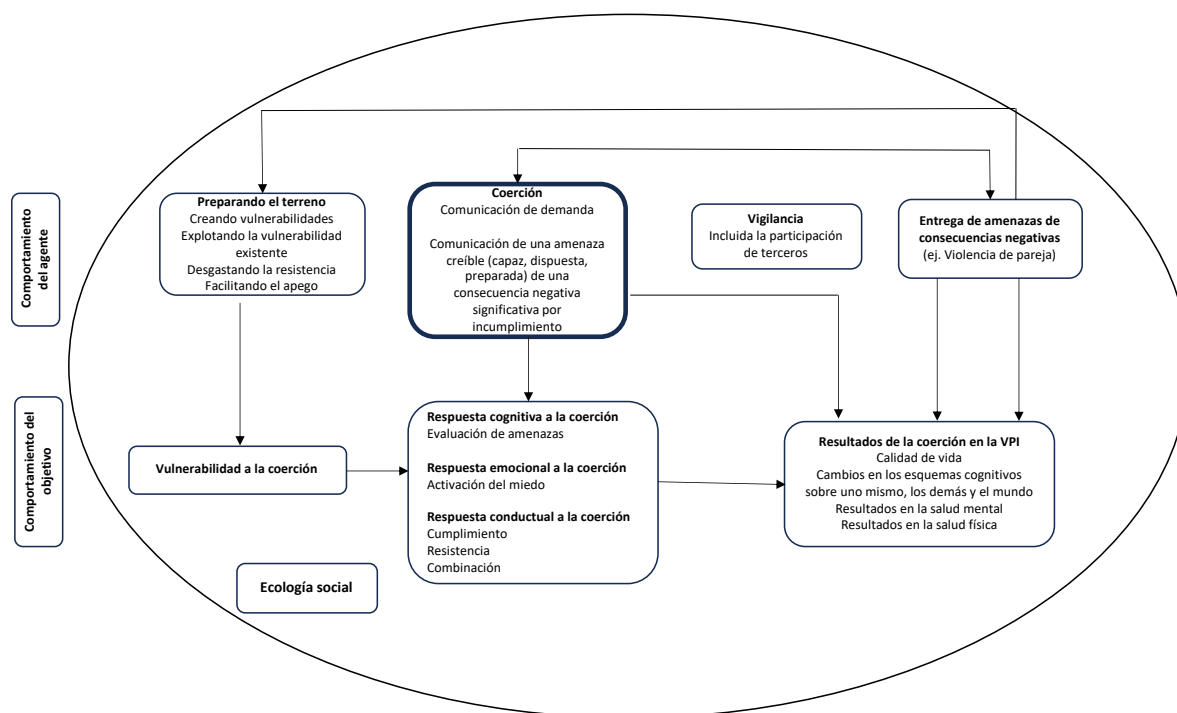 Comportamiento
del agente
Preparando el terreno
Creando vulnerabilidades
Explotando la vulnerabilidad
existente
Desgastando la resistencia
Facilitando el apego
Coerción
Comunicación de demanda
Comunicación de una amenaza
creíble (capaz, dispuesta,
preparada) de una
consecuencia negativa
significativa por
incumplimiento
Vigilancia
Incluida la participación
de terceros
Entrega de amenazas de
consecuencias negativas
(ej. Violencia de pareja)
Comportamiento del
objetivo
Vulnerabilidad a la coerción
Respuesta cognitiva a la coerción
Evaluación de amenazas
Respuesta emocional a la coerción
Activación del miedo
Respuesta conductual a la coerción
Cumplimiento
Resistencia
Combinación
Resultados de la coerción en la VPI
Calidad de vida
Cambios en los esquemas cognitivos
sobre uno mismo, los demás y el mundo
Resultados en la salud mental
Resultados en la salud física
Ecología social